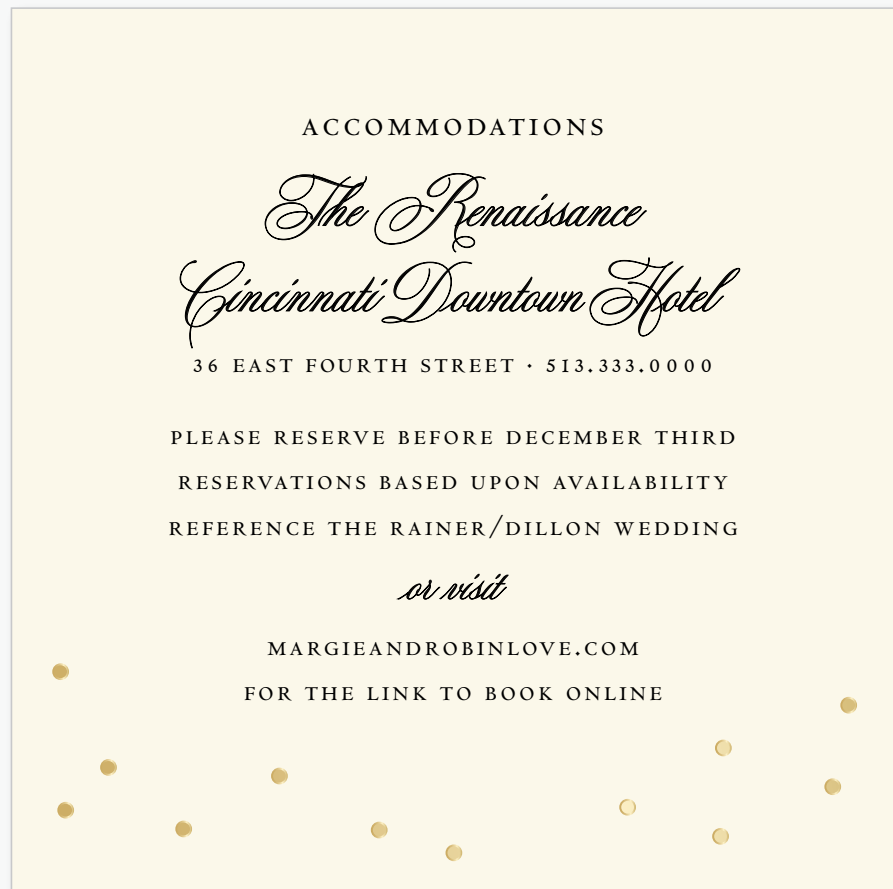 ACCOMMODATIONS
The Renaissance
Cincinnati Downtown Hotel
36 EAST FOURTH STREET · 513.333.0000
PLEASE RESERVE BEFORE DECEMBER THIRD
RESERVATIONS BASED UPON AVAILABILITY
REFERENCE THE RAINER/DILLON WEDDING
or visit
MARGIEANDROBINLOVE.COM
FOR THE LINK TO BOOK ONLINE